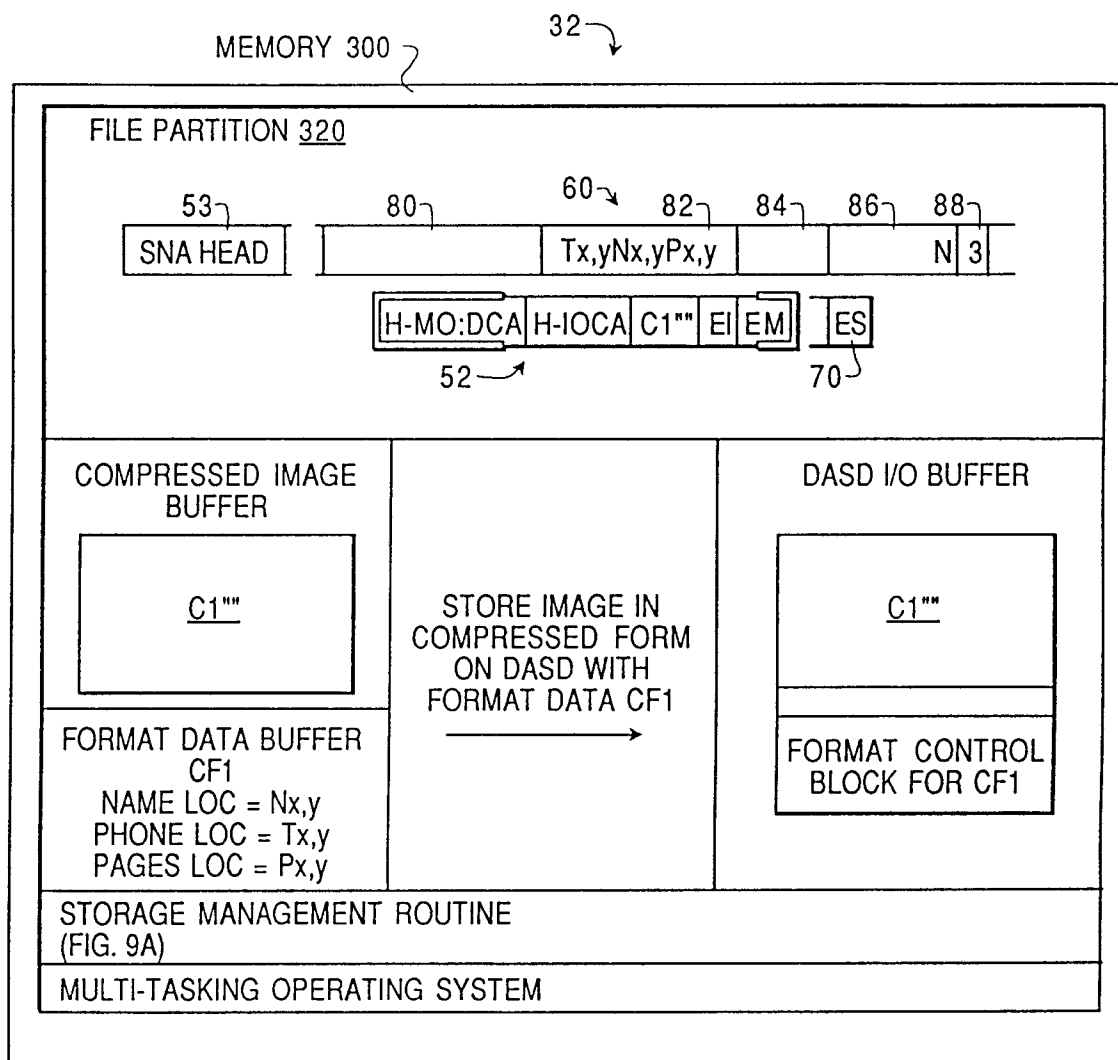 32
MEMORY 300
FILE PARTITION 320
53 80 60 82 84 86 88
SNA HEAD Tx,yNx,yPx,y N 3
H-MO:DCA H-IOCA C1"" EI EM ES
52 70
COMPRESSED IMAGE
BUFFER
C1""
FORMAT DATA BUFFER
CF1
NAME LOC = Nx,y
PHONE LOC = Tx,y
PAGES LOC = Px,y
STORE IMAGE IN
COMPRESSED FORM
ON DASD WITH
FORMAT DATA CF1
DASD I/O BUFFER
C1""
FORMAT CONTROL
BLOCK FOR CF1
STORAGE MANAGEMENT ROUTINE
(FIG. 9A)
MULTI-TASKING OPERATING SYSTEM